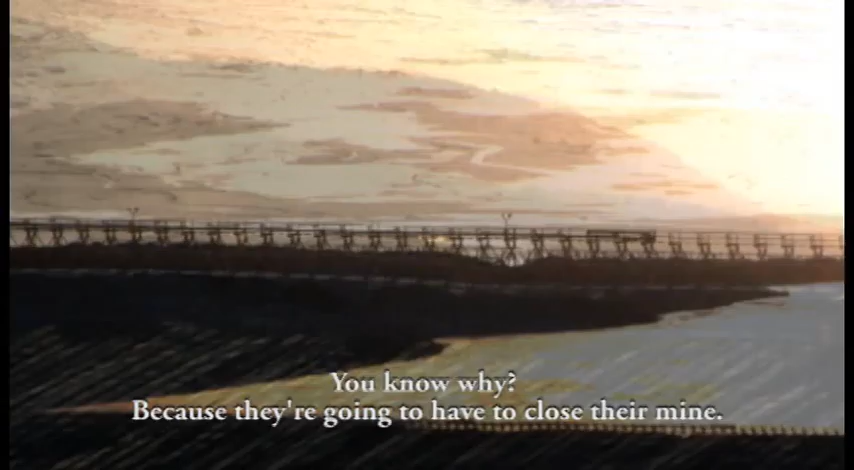 You know why?
Because they're going to have to close their mine.